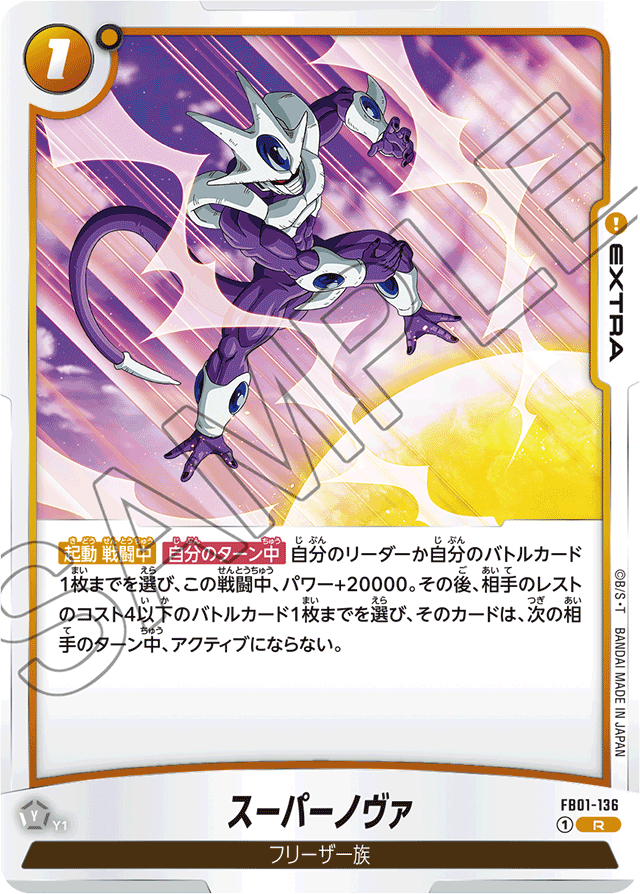 1
! EXTRA
SAMPLE
起動 戦闘中 自分のターン中 自分のリーダーか自分のバトルカード
1枚までを選び、この戦闘中、パワー+20000。その後、相手のレスト
のコスト4以下のバトルカード1枚までを選び、そのカードは、次の相
手のターン中、アクティブにならない。
©B/S・T BANDAI MADE IN JAPAN
スーパーノヴァ
FB01-136
Y Y1
1 R
フリーザ一族